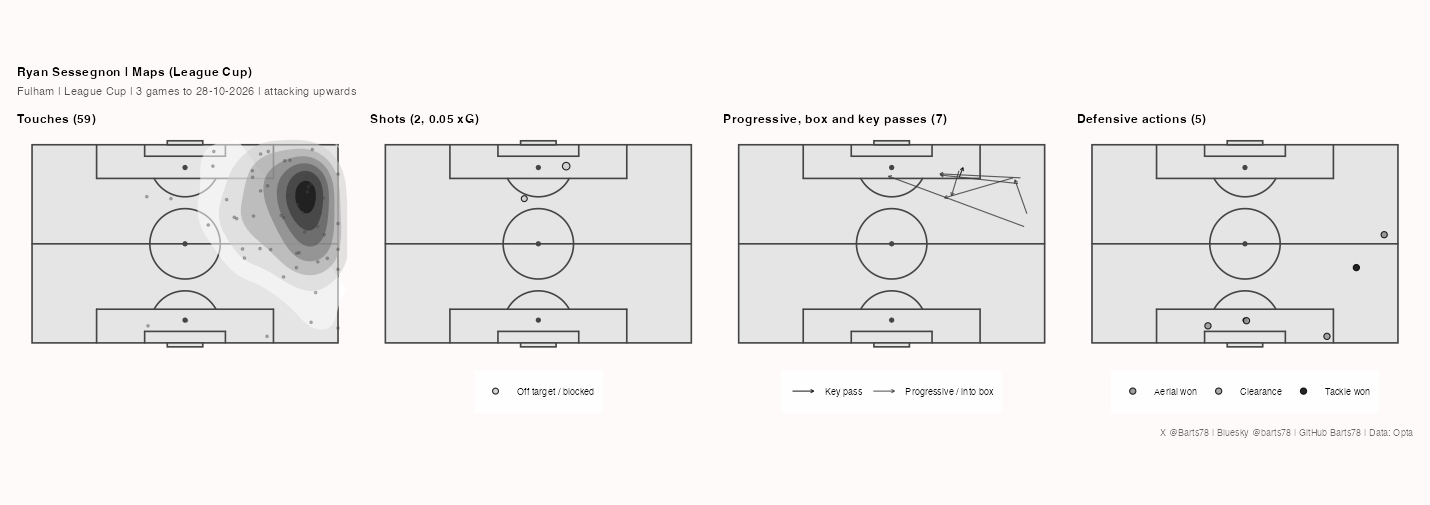 Ryan Sessegnon | Maps (League Cup)
Fulham | League Cup | 3 games to 28-10-2026 | attacking upwards
Touches (59)
Shots (2, 0.05 xG)
Progressive, box and key passes (7)
Defensive actions (5)
Off target / blocked
Key pass
Progressive / into box
Aerial won
Clearance
Tackle won
X @Barts78 | Bluesky @barts78 | GitHub Barts78 | Data: Opta